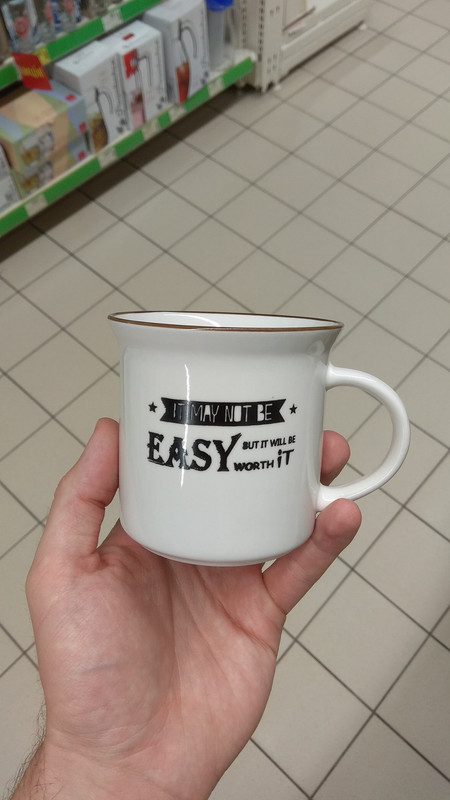 IT MAY NOT BE
EASY BUT IT WILL BE
WORTH iT